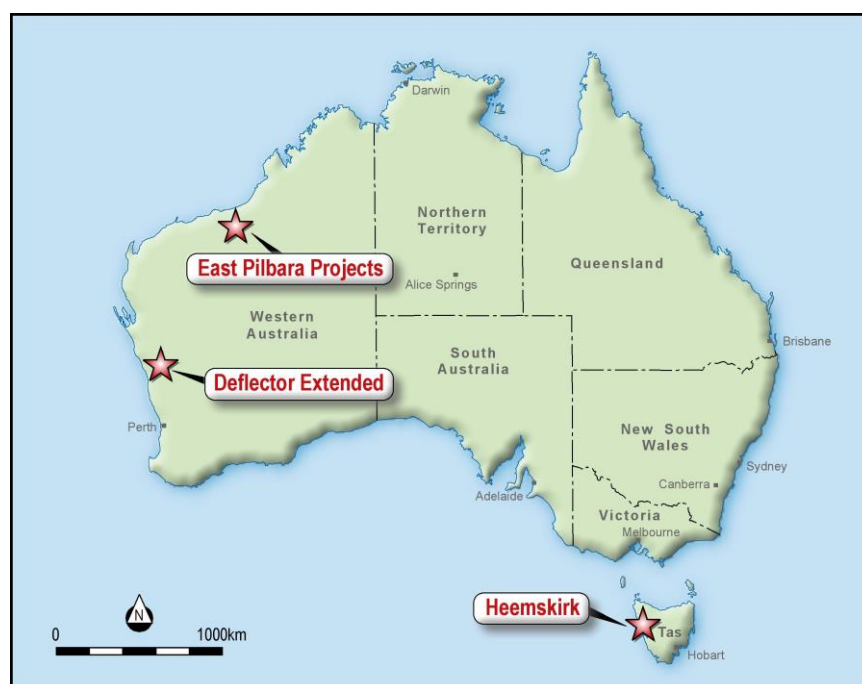 Darwin
Northern
Territory
East Pilbara Projects
Alice Springs
Queensland
Western
Australia
South
Australia
Brisbane
Deflector Extended
Perth
New South
Wales
Sydney
Canberra
Adelaide
Victoria
Melbourne
Heemskirk
Tas
Hobart
N
0
1000km